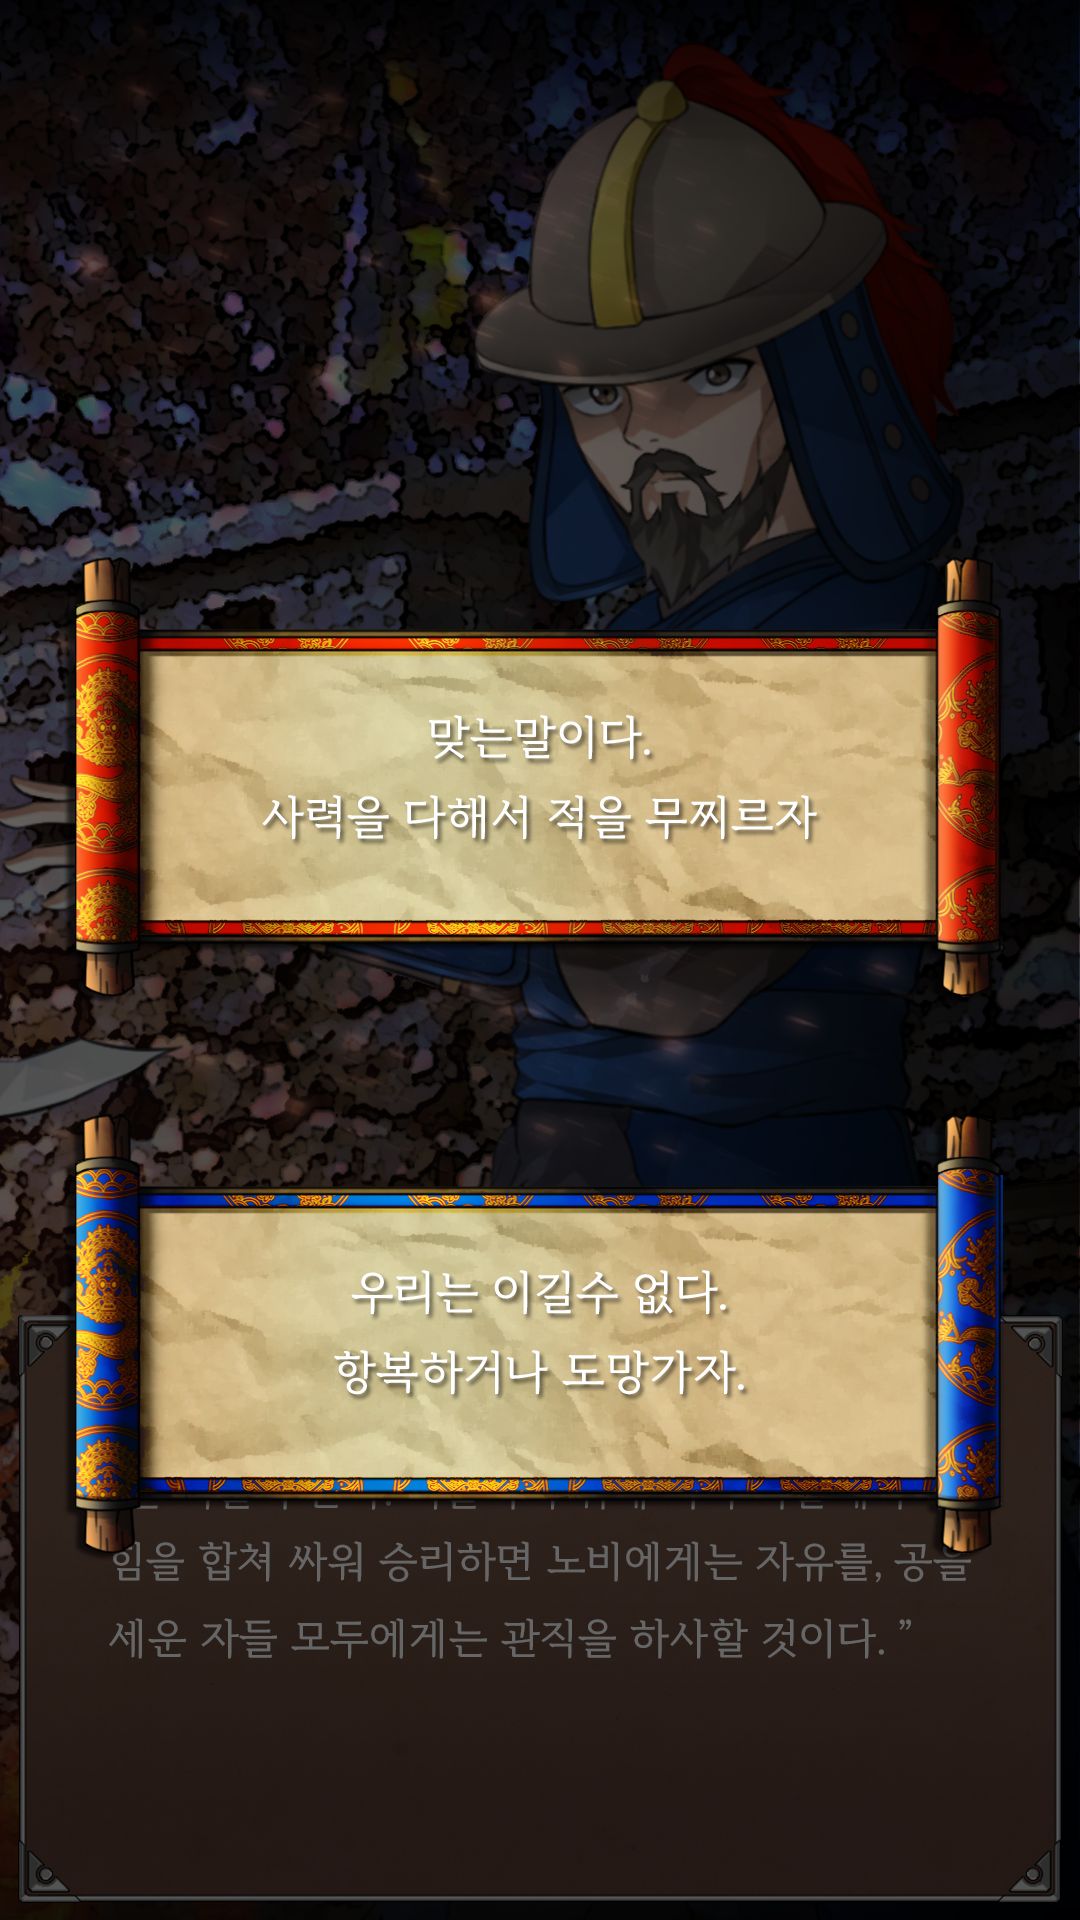 맞는말이다.
사력을 다해서 적을 무찌르자
우리는 이길수 없다.
항복하거나 도망가자.
힘을 합쳐 싸워 승리하면 노비에게는 자유를, 공을
세운 자들 모두에게는 관직을 하사할 것이다. ”